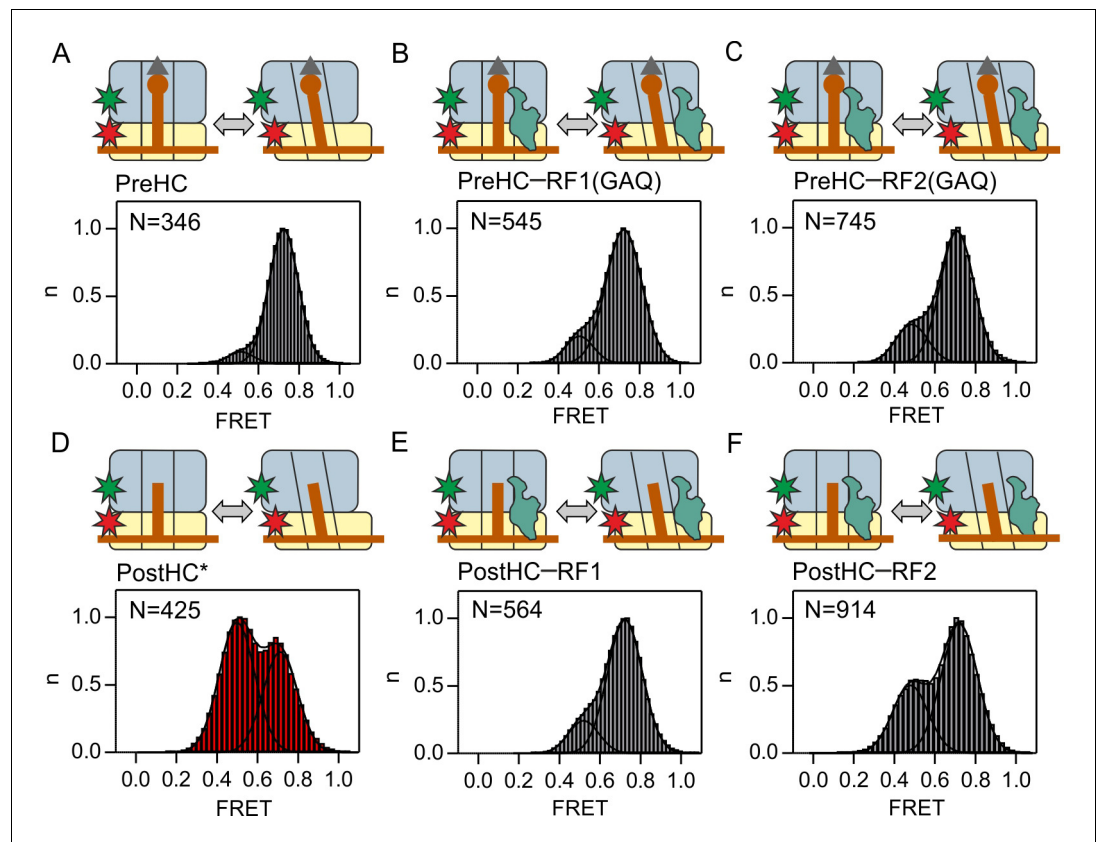 A
B
C
PreHC
PreHC–RF1(GAQ)
PreHC–RF2(GAQ)
N=346
N=545
N=745
1.0
0.5
0.0
n
0.0 0.2 0.4 0.6 0.8 1.0
FRET
1.0
0.5
0.0
n
0.0 0.2 0.4 0.6 0.8 1.0
FRET
1.0
0.5
0.0
n
0.0 0.2 0.4 0.6 0.8 1.0
FRET
D
E
F
PostHC*
PostHC–RF1
PostHC–RF2
N=425
N=564
N=914
1.0
0.5
0.0
n
0.0 0.2 0.4 0.6 0.8 1.0
FRET
1.0
0.5
0.0
n
0.0 0.2 0.4 0.6 0.8 1.0
FRET
1.0
0.5
0.0
n
0.0 0.2 0.4 0.6 0.8 1.0
FRET